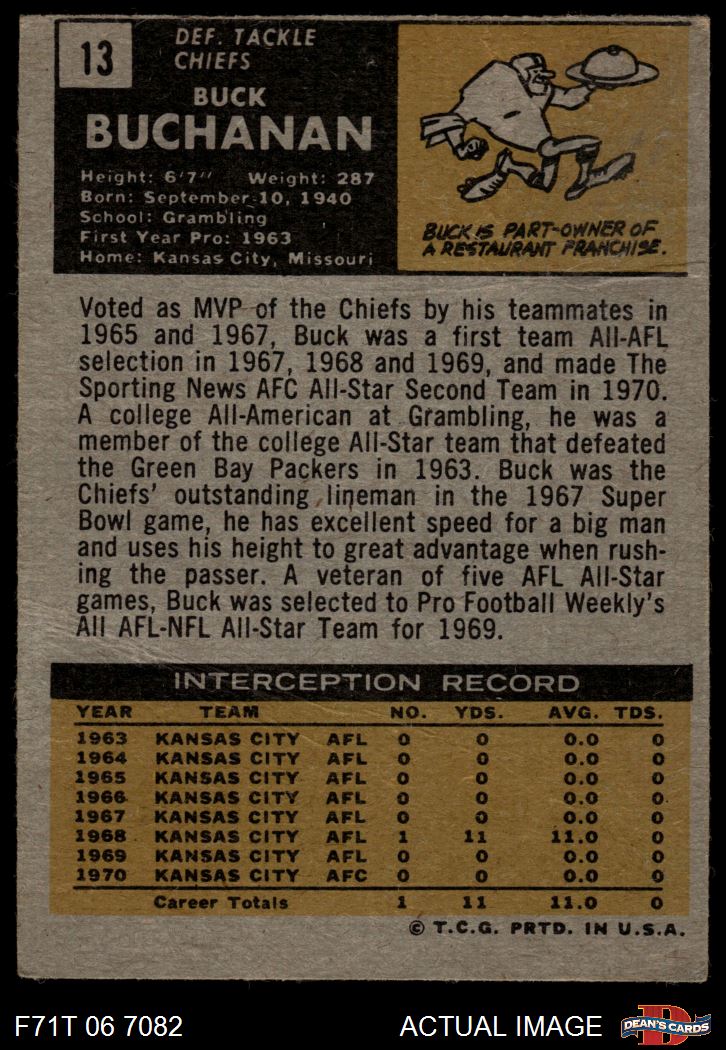 13
DEF. TACKLE
CHIEFS
BUCK
BUCHANAN
Height: 6'7" Weight: 287
Born: September 10, 1940
School: Grambling
First Year Pro: 1963
Home: Kansas City, Missouri
BUCK IS PART-OWNER OF
A RESTAURANT FRANCHISE.
Voted as MVP of the Chiefs by his teammates in
1965 and 1967, Buck was a first team All-AFL
selection in 1967, 1968 and 1969, and made The
Sporting News AFC All-Star Second Team in 1970.
A college All-American at Grambling, he was a
member of the college All-Star team that defeated
the Green Bay Packers in 1963. Buck was the
Chiefs' outstanding lineman in the 1967 Super
Bowl game, he has excellent speed for a big man
and uses his height to great advantage when rush-
ing the passer. A veteran of five AFL All-Star
games, Buck was selected to Pro Football Weekly's
All AFL-NFL All-Star Team for 1969.
INTERCEPTION RECORD
YEAR TEAM NO. YDS. AVG. TDS.
1963 KANSAS CITY AFL 0 0 0.0 0
1964 KANSAS CITY AFL 0 0 0.0 0
1965 KANSAS CITY AFL 0 0 0.0 0
1966 KANSAS CITY AFL 0 0 0.0 0
1967 KANSAS CITY AFL 0 0 0.0 0
1968 KANSAS CITY AFL 1 11 11.0 0
1969 KANSAS CITY AFL 0 0 0.0 0
1970 KANSAS CITY AFC 0 0 0.0 0
Career Totals 1 11 11.0 0
© T.C.G. PRTD. IN U.S.A.
F71T 06 7082 ACTUAL IMAGE D DEAN'S CARDS